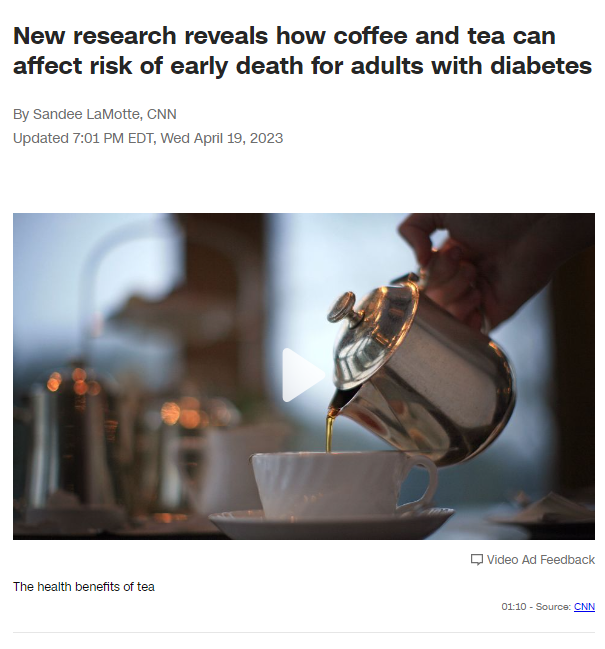 New research reveals how coffee and tea can
affect risk of early death for adults with diabetes
By Sandee LaMotte, CNN
Updated 7:01 PM EDT, Wed April 19, 2023
Video Ad Feedback
The health benefits of tea
01:10 - Source: CNN